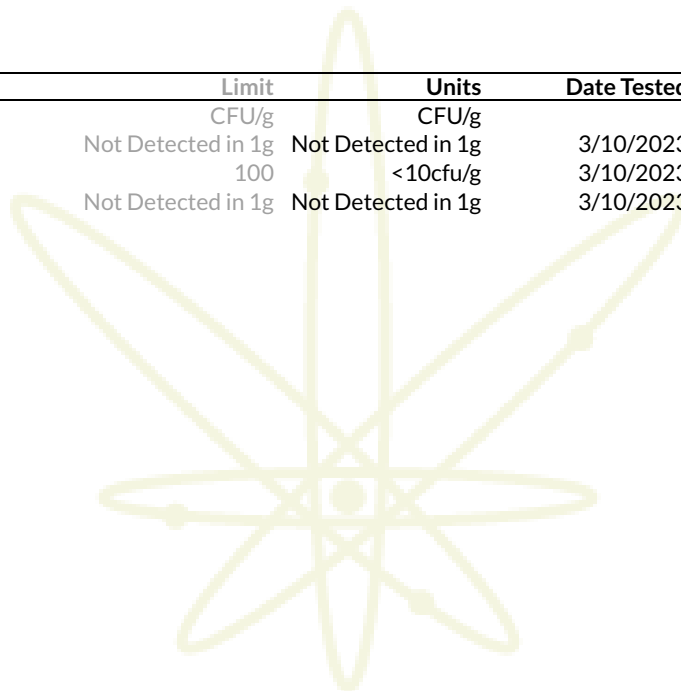 Limit Units Date Tested
CFU/g CFU/g
Not Detected in 1g Not Detected in 1g 3/10/2023
100 <10cfu/g 3/10/2023
Not Detected in 1g Not Detected in 1g 3/10/2023